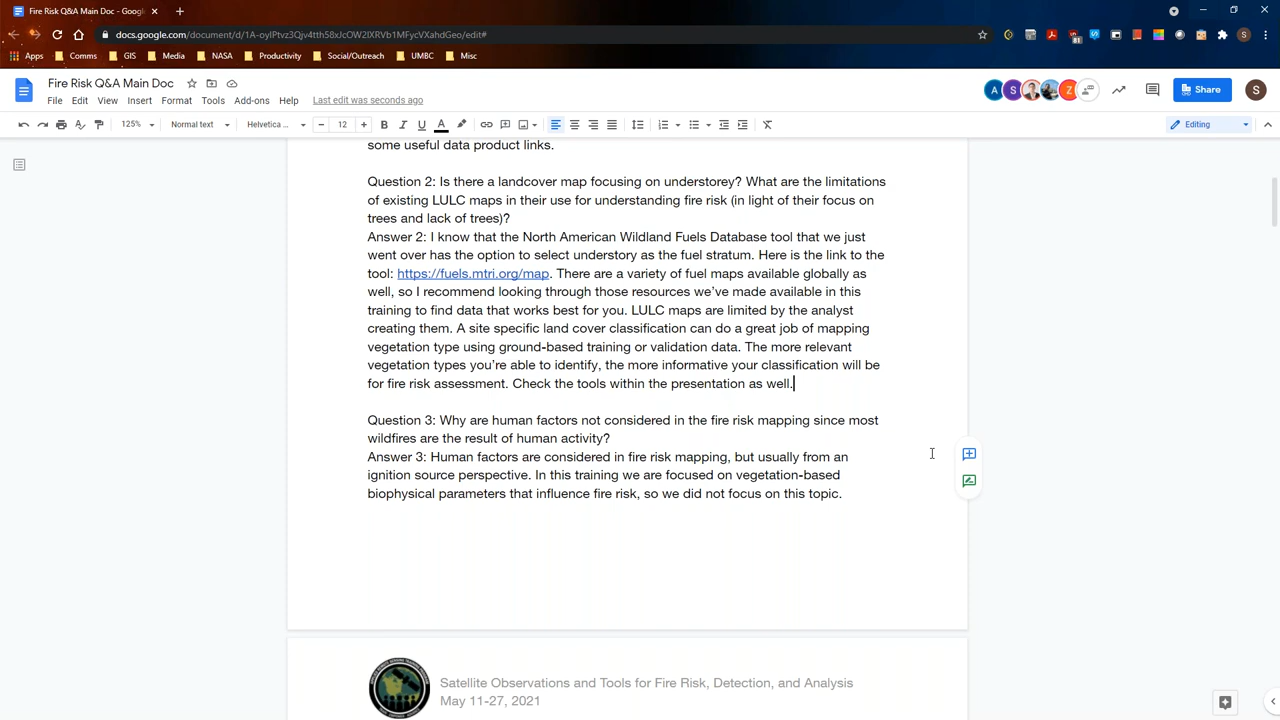 Fire Risk Q&A Main Doc - Googl
docs.google.com/document/d/1A-oyIPtvz3Qjv4tth58xJcOW2IXRVb1MFycVXahdGeo/edit#
Apps Comms GIS Media NASA Productivity Social/Outreach UMBC Misc
Fire Risk Q&A Main Doc
File Edit View Insert Format Tools Add-ons Help Last edit was seconds ago
A S Z Share S
125% Normal text Helvetica ... 12 B I U A Editing
some useful data product links.
Question 2: Is there a landcover map focusing on understorey? What are the limitations
of existing LULC maps in their use for understanding fire risk (in light of their focus on
trees and lack of trees)?
Answer 2: I know that the North American Wildland Fuels Database tool that we just
went over has the option to select understory as the fuel stratum. Here is the link to the
tool: https://fuels.mtri.org/map. There are a variety of fuel maps available globally as
well, so I recommend looking through those resources we've made available in this
training to find data that works best for you. LULC maps are limited by the analyst
creating them. A site specific land cover classification can do a great job of mapping
vegetation type using ground-based training or validation data. The more relevant
vegetation types you're able to identify, the more informative your classification will be
for fire risk assessment. Check the tools within the presentation as well.
Question 3: Why are human factors not considered in the fire risk mapping since most
wildfires are the result of human activity?
Answer 3: Human factors are considered in fire risk mapping, but usually from an
ignition source perspective. In this training we are focused on vegetation-based
biophysical parameters that influence fire risk, so we did not focus on this topic.
Satellite Observations and Tools for Fire Risk, Detection, and Analysis
May 11-27, 2021